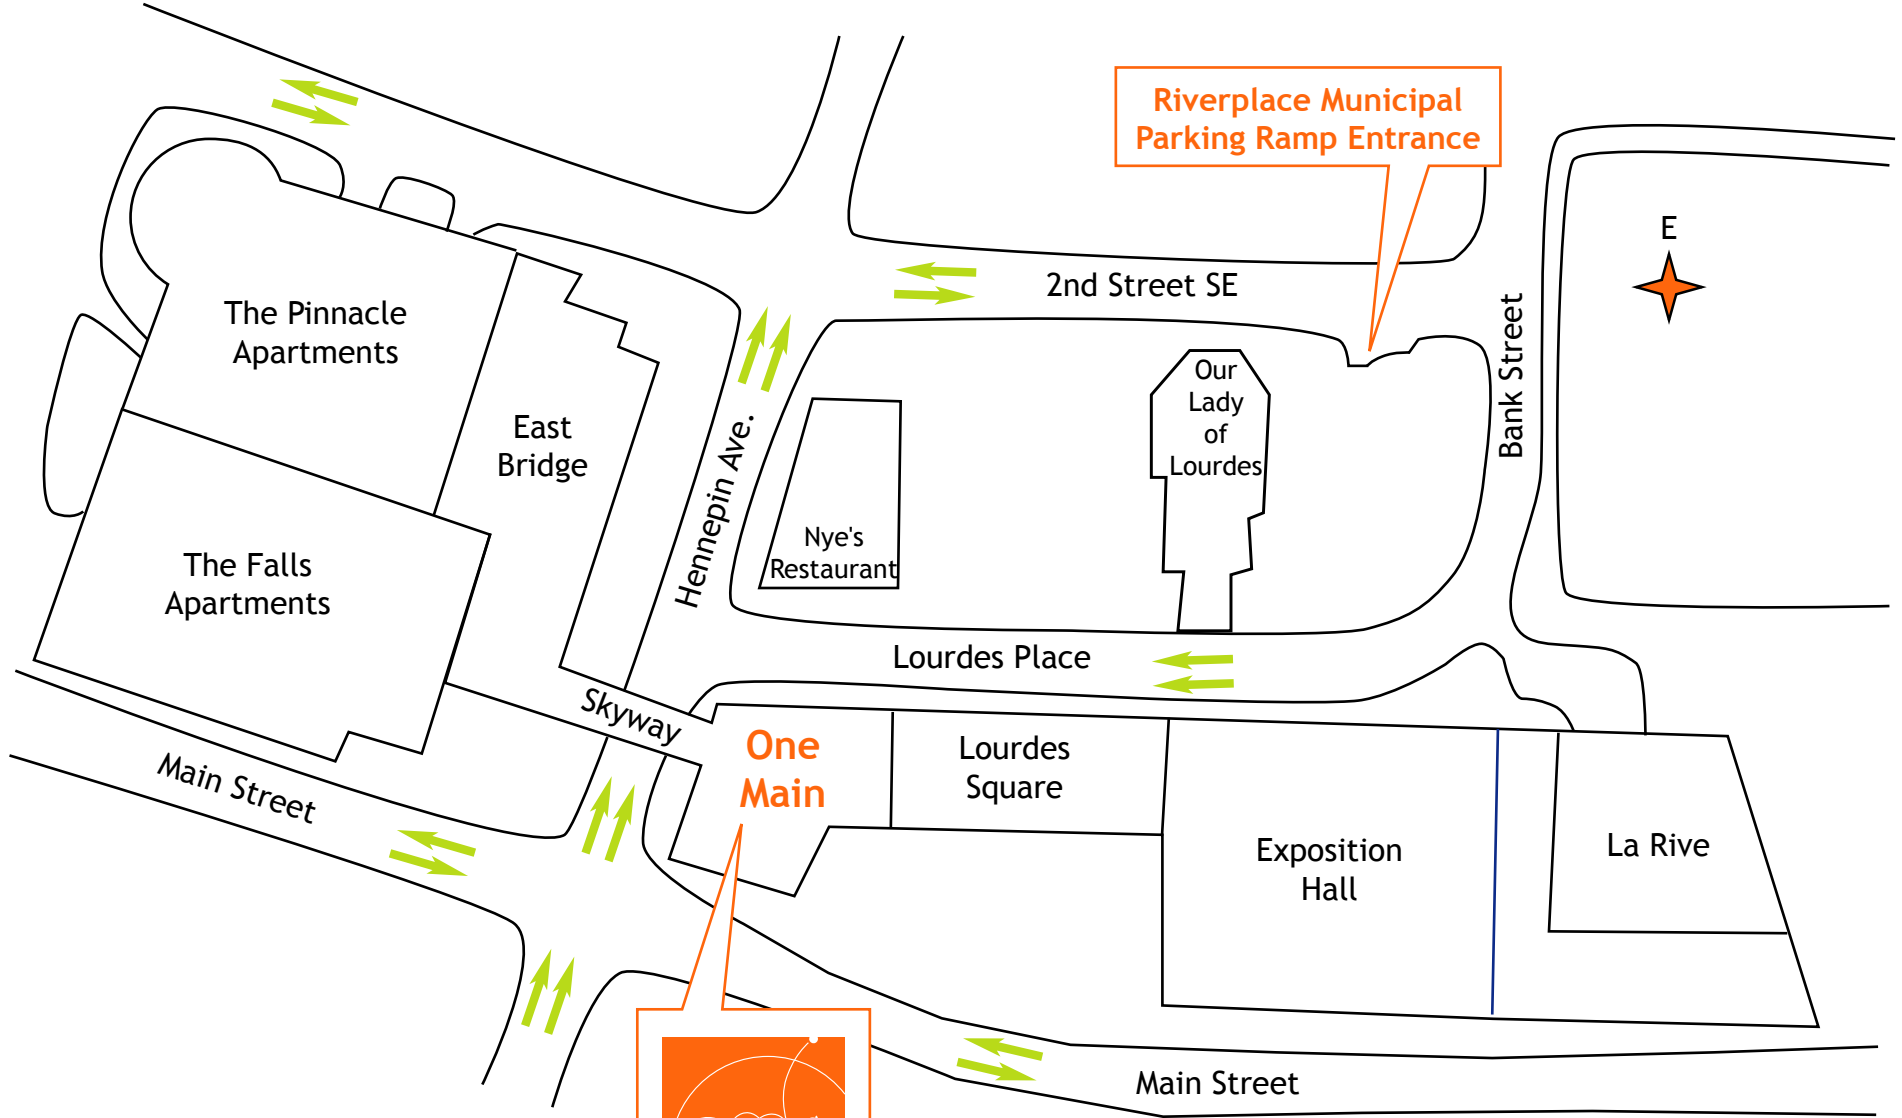 Riverplace Municipal
Parking Ramp Entrance
E
2nd Street SE
Bank Street
The Pinnacle
Apartments
Our
Lady
of
Lourdes
East
Bridge
Hennepin Ave.
Nye's
Restaurant
The Falls
Apartments
Lourdes Place
Skyway
One
Main
Lourdes
Square
Main Street
Exposition
Hall
La Rive
Main Street